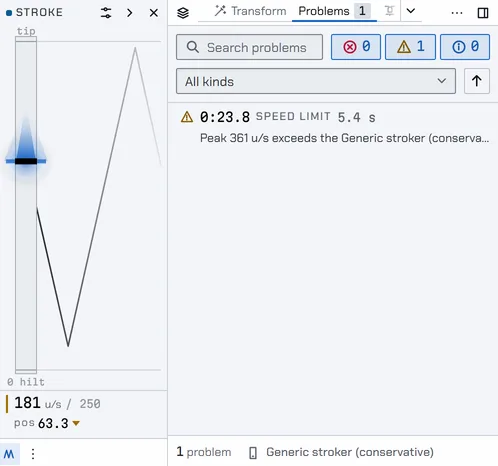 STROKE
tip
0 hilt
181 u/s / 250
pos 63.3
Transform Problems 1
Search problems 0 1 0
All kinds
0:23.8 SPEED LIMIT 5.4 s
Peak 361 u/s exceeds the Generic stroker (conserva...
1 problem Generic stroker (conservative)